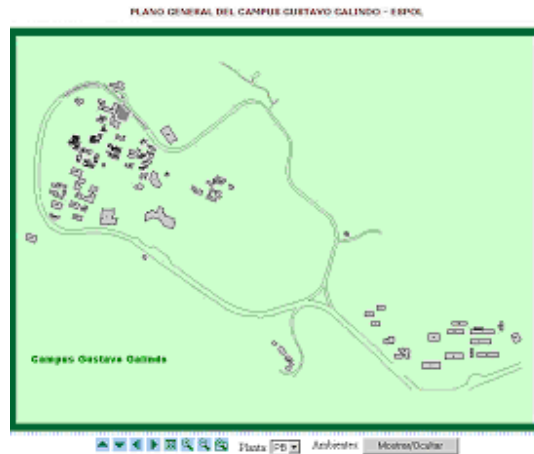 PLANO GENERAL DEL CAMPUS GUSTAVO GALINDO - ESPOL
Campus Gustavo Galindo
Planta PB Ambientes Mostrar/Ocultar